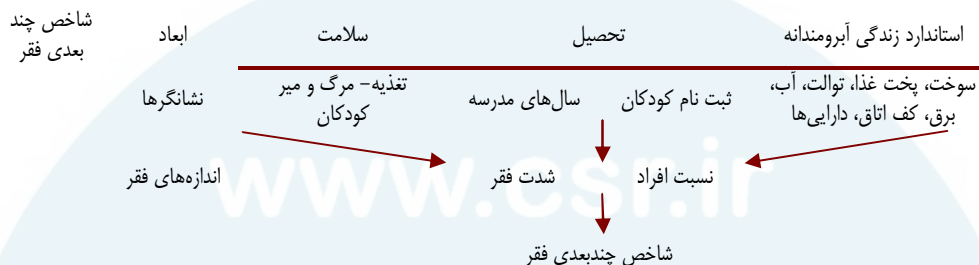 شاخص چند
بعدی فقر
ابعاد
سلامت
تحصیل
استاندارد زندگی آبرومندانه
نشانگرها
تغذیه- مرگ و میر
کودکان
سال‌های مدرسه
ثبت نام کودکان
سوخت، پخت غذا، توالت، آب،
برق، کف اتاق، دارایی‌ها
اندازه‌های فقر
شدت فقر
نسبت افراد
شاخص چندبعدی فقر
www.csr.ir